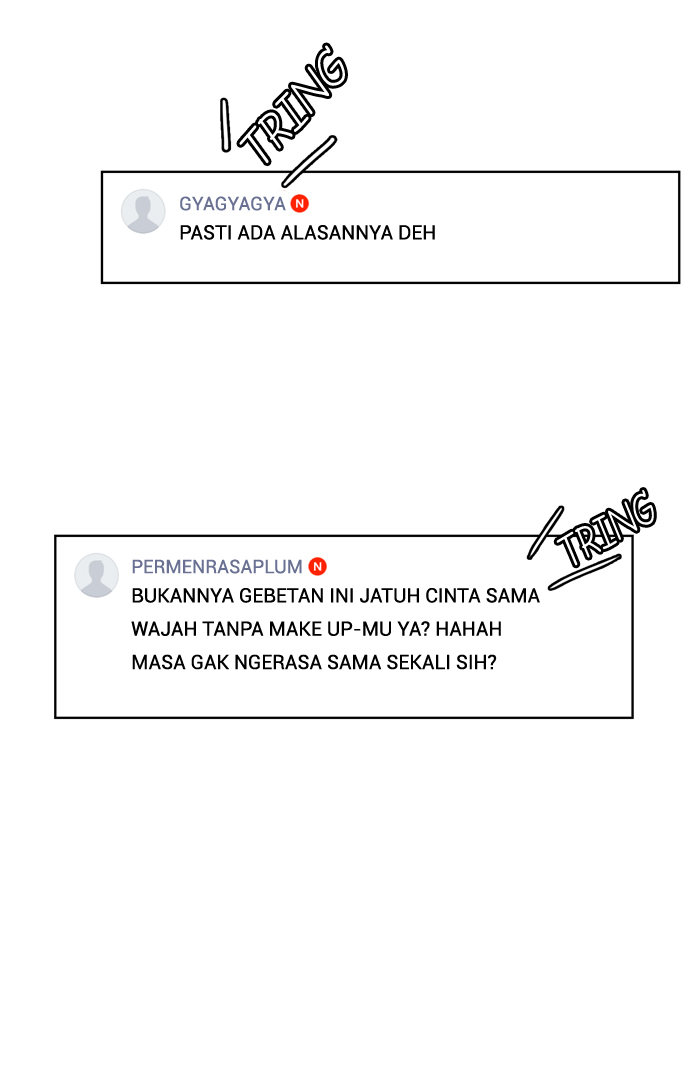 TRING
GYAGYAGYA N
PASTI ADA ALASANNYA DEH
TRING
PERMENRASAPLUM N
BUKANNYA GEBETAN INI JATUH CINTA SAMA
WAJAH TANPA MAKE UP-MU YA? HAHAH
MASA GAK NGERASA SAMA SEKALI SIH?